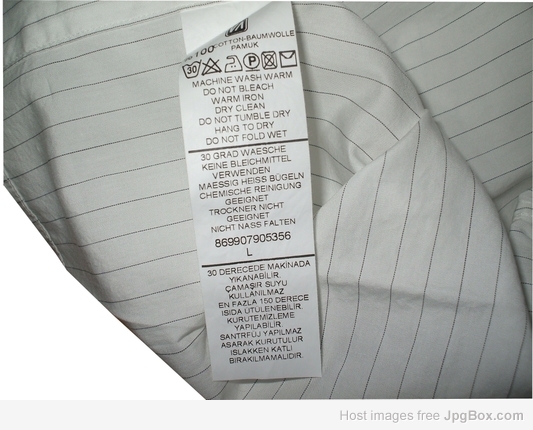 %100 COTTON-BAUMWOLLE
PAMUK
30 P
MACHINE WASH WARM
DO NOT BLEACH
WARM IRON
DRY CLEAN
DO NOT TUMBLE DRY
HANG TO DRY
DO NOT FOLD WET
30 GRAD WAESCHE
KEINE BLEICHMITTEL
VERWENDEN
MAESSIG HEISS BÜGELN
CHEMISCHE REINIGUNG
GEEIGNET
TROCKNER NICHT
GEEIGNET
NICHT NASS FALTEN
869907905356
L
30 DERECEDE MAKİNADA
YIKANABİLİR.
ÇAMAŞIR SUYU
KULLANILMAZ
EN FAZLA 150 DERECE
ISIDA ÜTÜLENEBİLİR.
KURUTEMİZLEME
YAPILABİLİR.
SANTRFÜJ YAPILMAZ
ASARAK KURUTULUR
ISLAKKEN KATLI
BIRAKILMAMALIDIR.
Host images free JpgBox.com